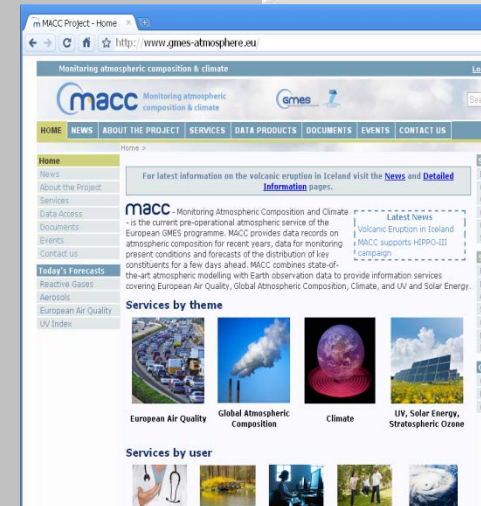 MACC Project - Home
http://www.gmes-atmosphere.eu/
Monitoring atmospheric composition & climate
macc Monitoring atmospheric
composition & climate
Gmes
HOME NEWS ABOUT THE PROJECT SERVICES DATA PRODUCTS DOCUMENTS EVENTS CONTACT US
Home >
Home
News
About the Project
Services
Data Access
Documents
Events
Contact us
Today's Forecasts
Reactive Gases
Aerosols
European Air Quality
UV Index
For latest information on the volcanic eruption in Iceland visit the News and Detailed
Information pages.
macc - Monitoring Atmospheric Composition and Climate
- is the current pre-operational atmospheric service of the
European GMES programme. MACC provides data records on
atmospheric composition for recent years, data for monitoring
present conditions and forecasts of the distribution of key
constituents for a few days ahead. MACC combines state-of-
the-art atmospheric modelling with Earth observation data to provide information services
covering European Air Quality, Global Atmospheric Composition, Climate, and UV and Solar Energy.
Latest News
Volcanic Eruption in Iceland
MACC supports HIPPO-III
campaign
Services by theme
European Air Quality
Global Atmospheric
Composition
Climate
UV, Solar Energy,
Stratospheric Ozone
Services by user